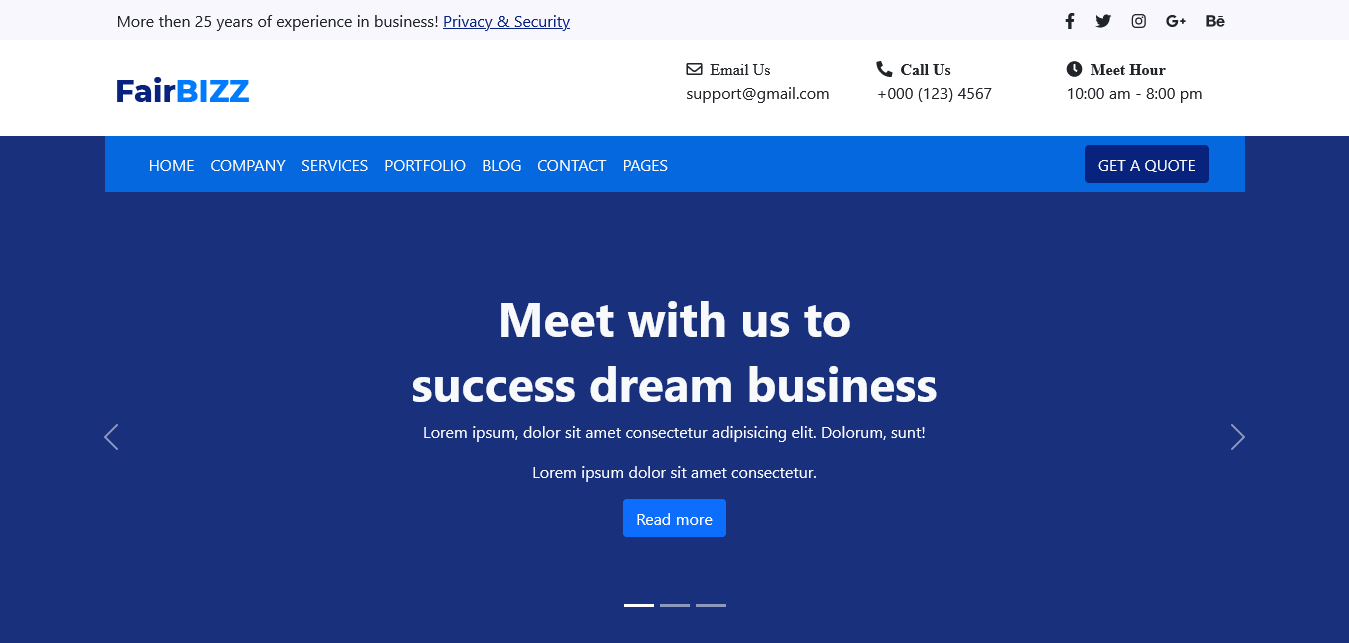 More then 25 years of experience in business! Privacy & Security
FairBIZZ
Email Us
support@gmail.com
Call Us
+000 (123) 4567
Meet Hour
10:00 am - 8:00 pm
HOME COMPANY SERVICES PORTFOLIO BLOG CONTACT PAGES
GET A QUOTE
Meet with us to
success dream business
Lorem ipsum, dolor sit amet consectetur adipisicing elit. Dolorum, sunt!
Lorem ipsum dolor sit amet consectetur.
Read more